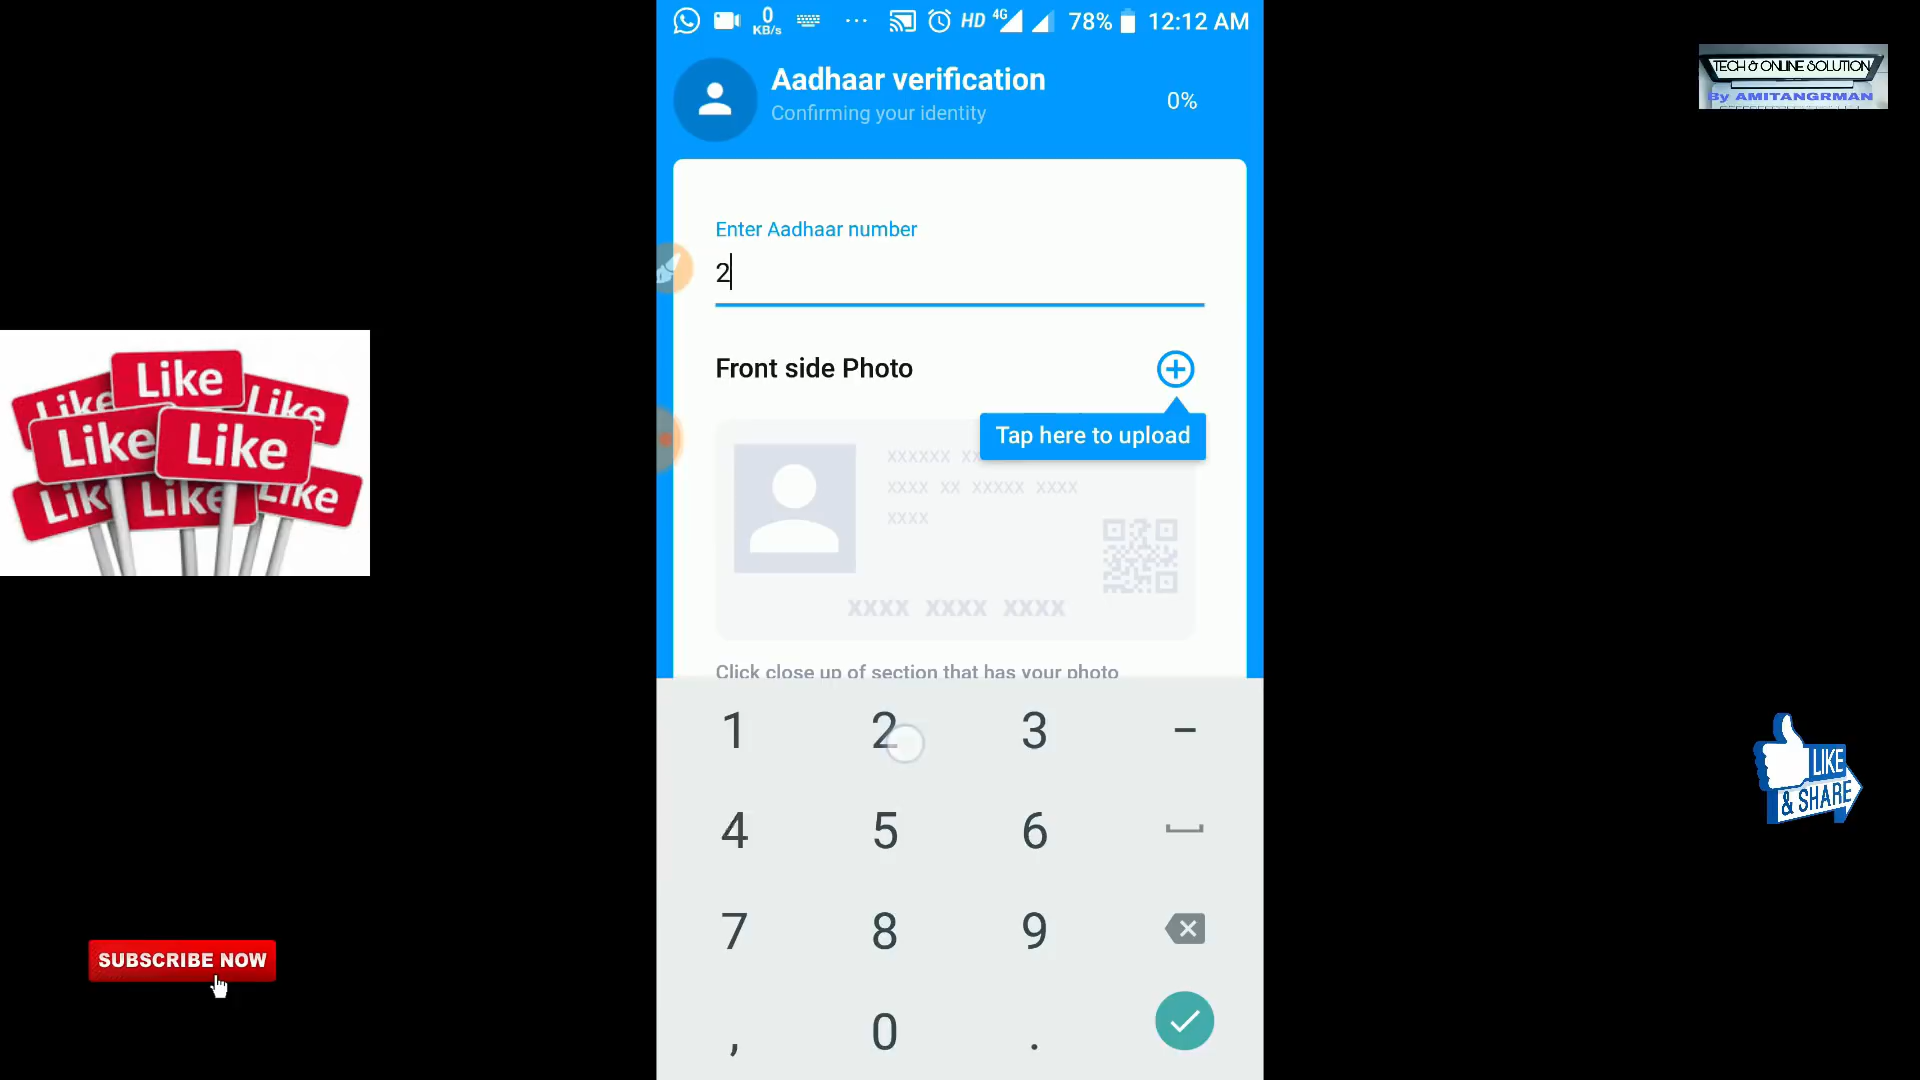 0
KB/s
HD
4G
78%
12:12 AM
TECH & ONLINE SOLUTION
By AMITANGRMAN
Aadhaar verification
Confirming your identity
0%
Enter Aadhaar number
2
Front side Photo
Tap here to upload
xxxxxx xx
xxxx xx xxxxx xxxx
xxxx
xxxx xxxx xxxx
Click close up of section that has your photo
Like
Like
Like
Like
Like
Like
Like
Like
1 2 3 -
4 5 6
7 8 9
, 0 .
LIKE
& SHARE
SUBSCRIBE NOW